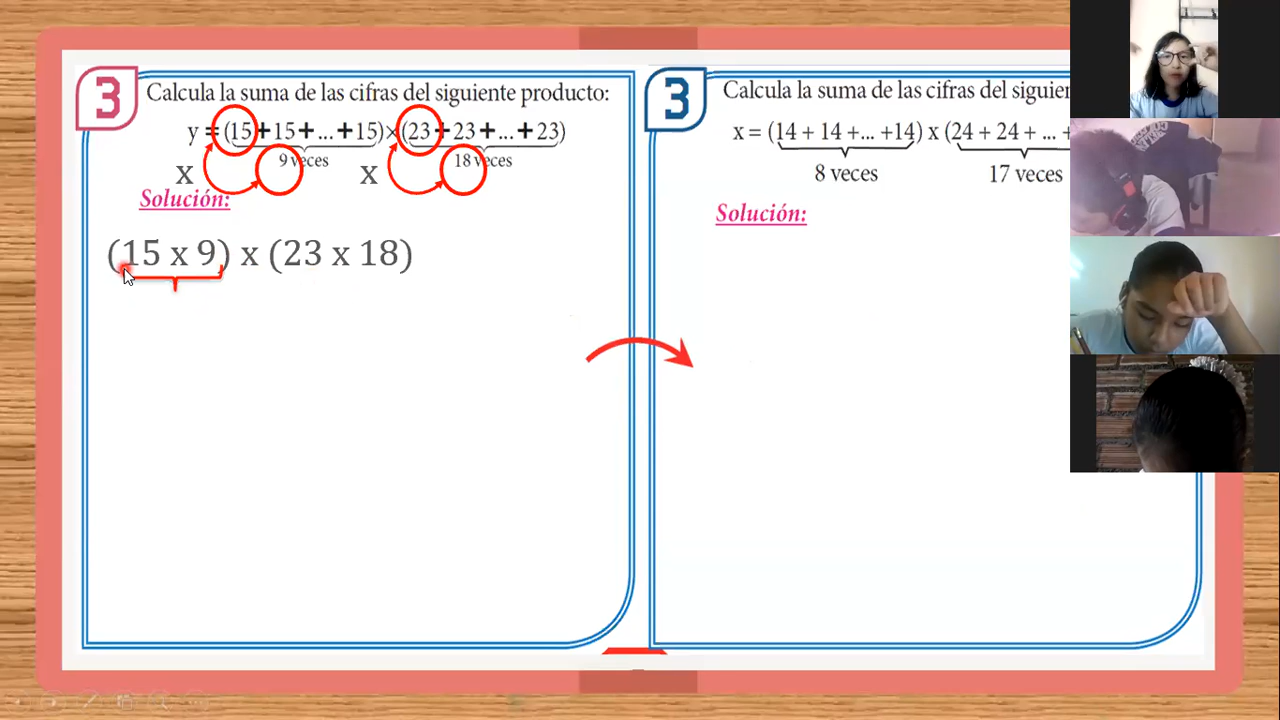 3
Calcula la suma de las cifras del siguiente producto:
y = (15+15+...+15)×(23+23+...+23)
9 veces 18 veces
x x
Solución:
(15 x 9) x (23 x 18)
3
Calcula la suma de las cifras del
x = (14 + 14 +... +14) x (24 + 24 + ... +
8 veces 17 veces
Solución: